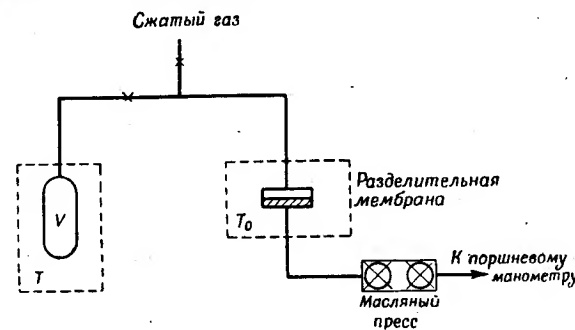 Сжатый газ
Разделительная
мембрана
V
T₀
T
К поршневому
манометру
Масляный
пресс